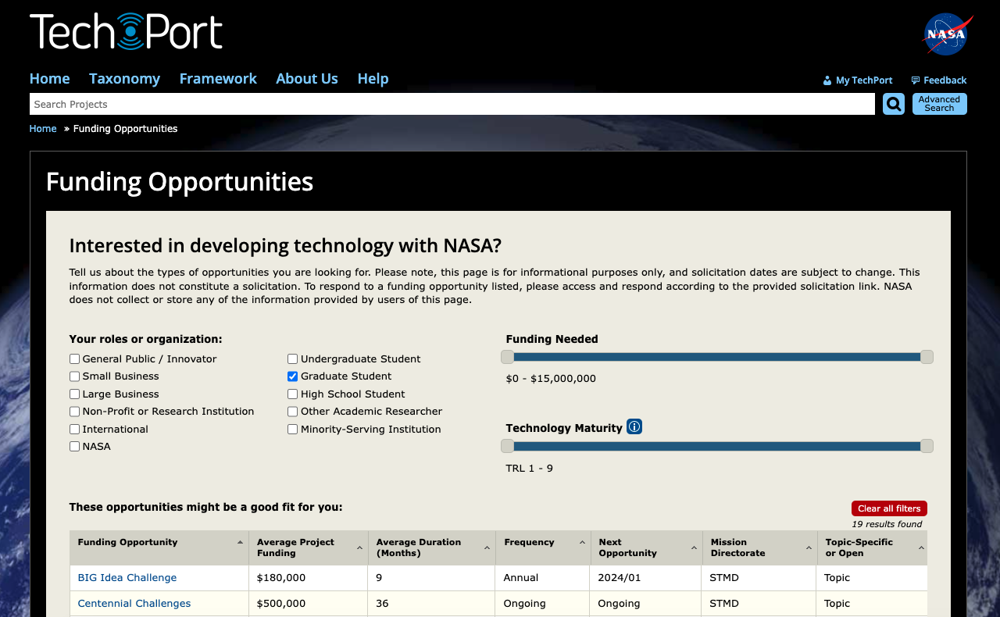 Tech Port
NASA
Home Taxonomy Framework About Us Help
My TechPort Feedback
Search Projects
Advanced
Search
Home » Funding Opportunities
Funding Opportunities
Interested in developing technology with NASA?
Tell us about the types of opportunities you are looking for. Please note, this page is for informational purposes only, and solicitation dates are subject to change. This
information does not constitute a solicitation. To respond to a funding opportunity listed, please access and respond according to the provided solicitation link. NASA
does not collect or store any of the information provided by users of this page.
Your roles or organization:
General Public / Innovator
Small Business
Large Business
Non-Profit or Research Institution
International
NASA
Undergraduate Student
Graduate Student
High School Student
Other Academic Researcher
Minority-Serving Institution
Funding Needed
$0 - $15,000,000
Technology Maturity
TRL 1 - 9
These opportunities might be a good fit for you:
Clear all filters
19 results found
Funding Opportunity
Average Project
Funding
Average Duration
(Months)
Frequency
Next
Opportunity
Mission
Directorate
Topic-Specific
or Open
BIG Idea Challenge $180,000 9 Annual 2024/01 STMD Topic
Centennial Challenges $500,000 36 Ongoing Ongoing STMD Topic